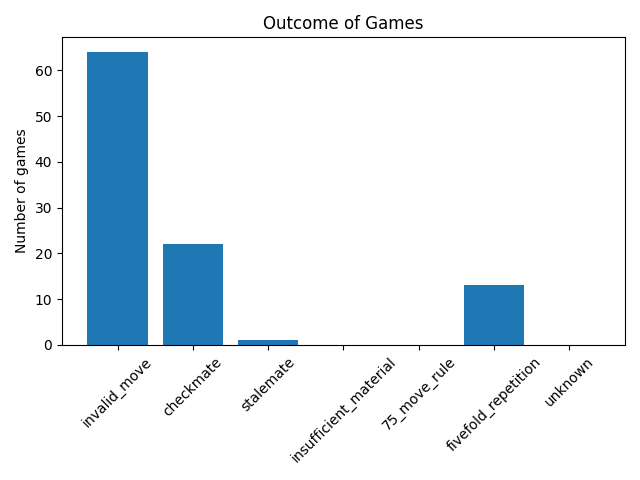 Outcome of Games
Number of games
60
50
40
30
20
10
0
invalid_move
checkmate
stalemate
insufficient_material
75_move_rule
fivefold_repetition
unknown